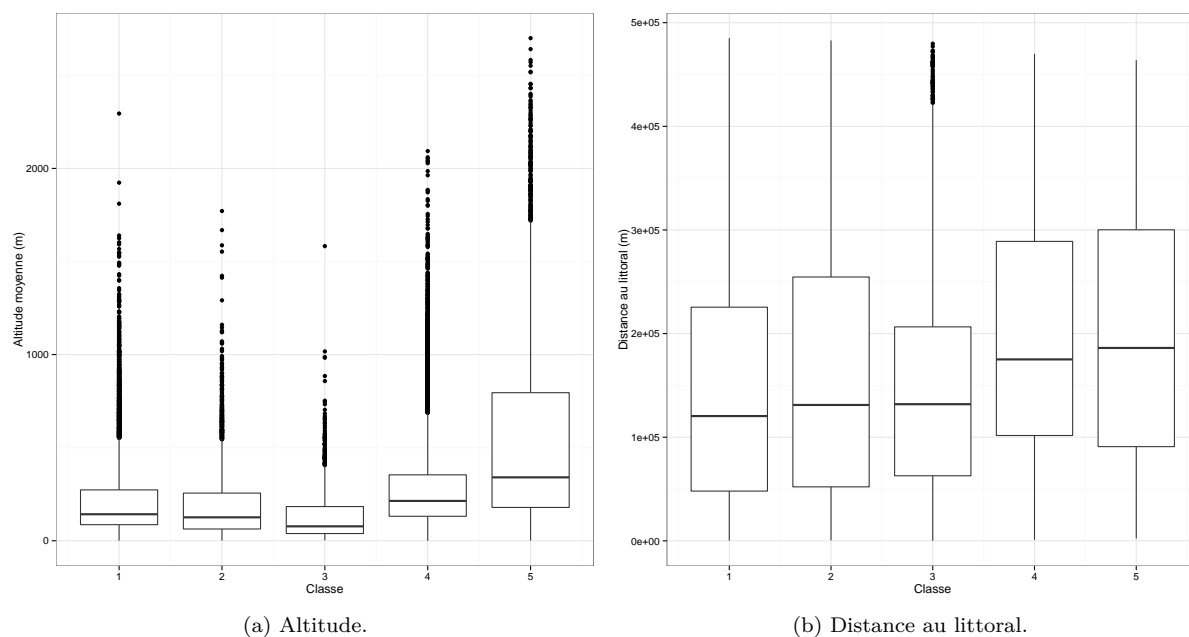 2000
1000
0
Altitude moyenne (m)
1 2 3 4 5
Classe
(a) Altitude.
5e+05
4e+05
3e+05
2e+05
1e+05
0e+00
Distance au littoral (m)
1 2 3 4 5
Classe
(b) Distance au littoral.